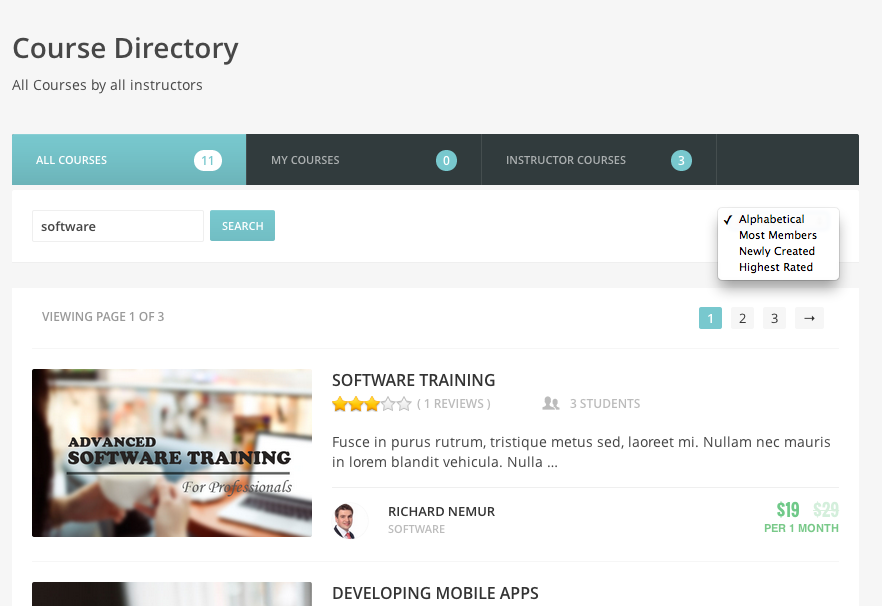 Course Directory
All Courses by all instructors
ALL COURSES 11 MY COURSES 0 INSTRUCTOR COURSES 3
software SEARCH
✓ Alphabetical
Most Members
Newly Created
Highest Rated
VIEWING PAGE 1 OF 3 1 2 3 →
SOFTWARE TRAINING
( 1 REVIEWS ) 3 STUDENTS
ADVANCED
SOFTWARE TRAINING
For Professionals
Fusce in purus rutrum, tristique metus sed, laoreet mi. Nullam nec mauris
in lorem blandit vehicula. Nulla ...
RICHARD NEMUR $19 $29
SOFTWARE PER 1 MONTH
DEVELOPING MOBILE APPS